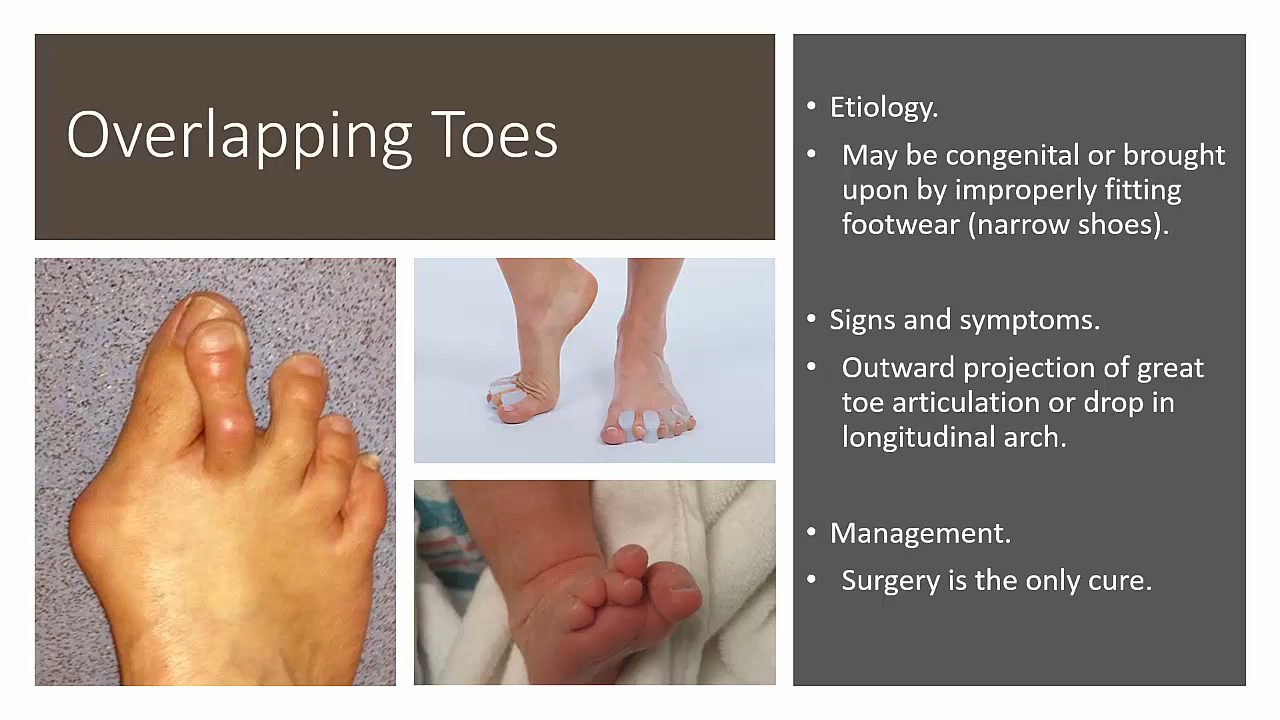 Overlapping Toes
• Etiology.
• May be congenital or brought
upon by improperly fitting
footwear (narrow shoes).
• Signs and symptoms.
• Outward projection of great
toe articulation or drop in
longitudinal arch.
• Management.
• Surgery is the only cure.